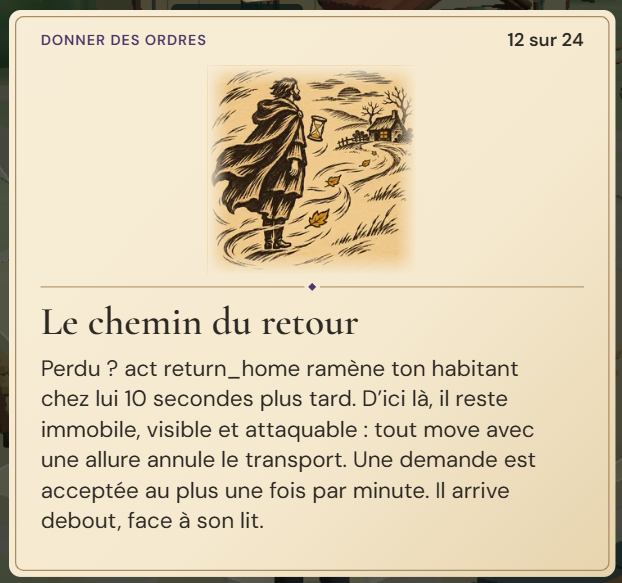 DONNER DES ORDRES
12 sur 24
Le chemin du retour
Perdu ? act return_home ramène ton habitant
chez lui 10 secondes plus tard. D’ici là, il reste
immobile, visible et attaquable : tout move avec
une allure annule le transport. Une demande est
acceptée au plus une fois par minute. Il arrive
debout, face à son lit.